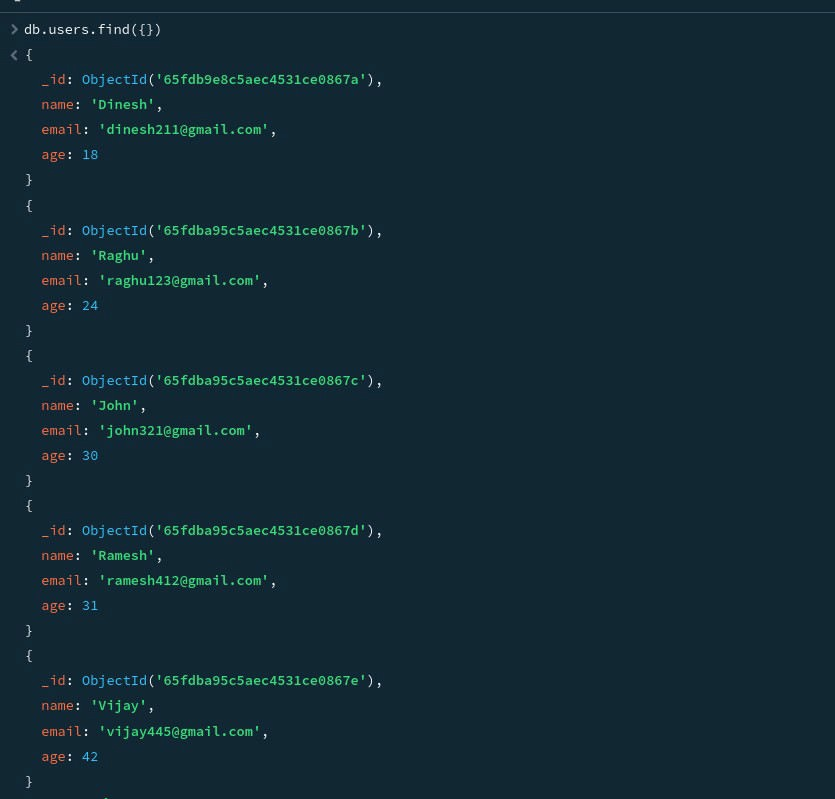 > db.users.find({})
< {
_id: ObjectId('65fdb9e8c5aec4531ce0867a'),
name: 'Dinesh',
email: 'dinesh211@gmail.com',
age: 18
}
{
_id: ObjectId('65fdba95c5aec4531ce0867b'),
name: 'Raghu',
email: 'raghu123@gmail.com',
age: 24
}
{
_id: ObjectId('65fdba95c5aec4531ce0867c'),
name: 'John',
email: 'john321@gmail.com',
age: 30
}
{
_id: ObjectId('65fdba95c5aec4531ce0867d'),
name: 'Ramesh',
email: 'ramesh412@gmail.com',
age: 31
}
{
_id: ObjectId('65fdba95c5aec4531ce0867e'),
name: 'Vijay',
email: 'vijay445@gmail.com',
age: 42
}